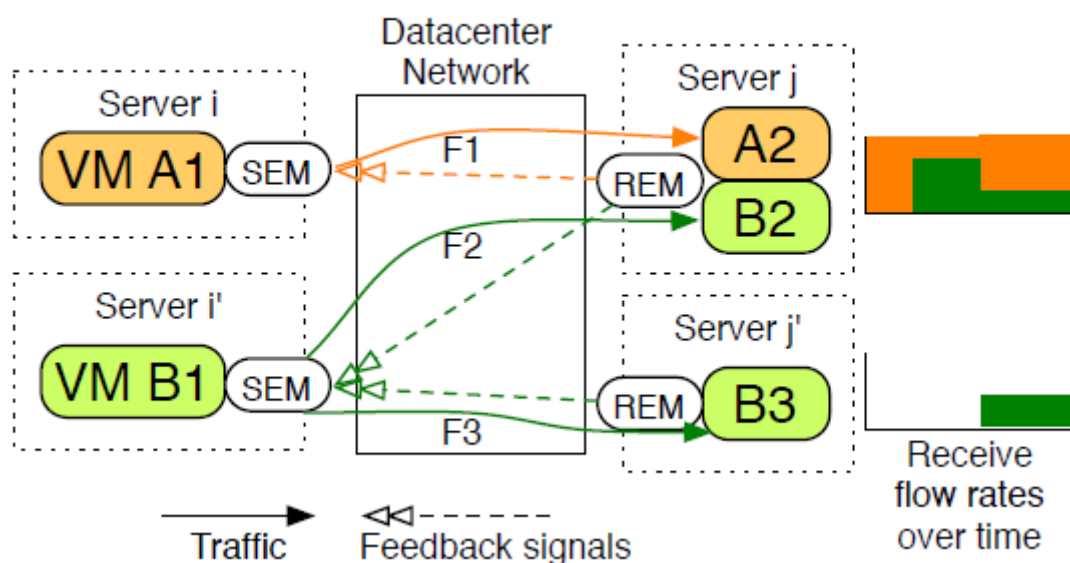 Datacenter
Network
Server i
VM A1
SEM
F1
Server j
A2
REM
B2
F2
Server i'
VM B1
SEM
F3
Server j'
REM
B3
Receive
flow rates
over time
Traffic
Feedback signals